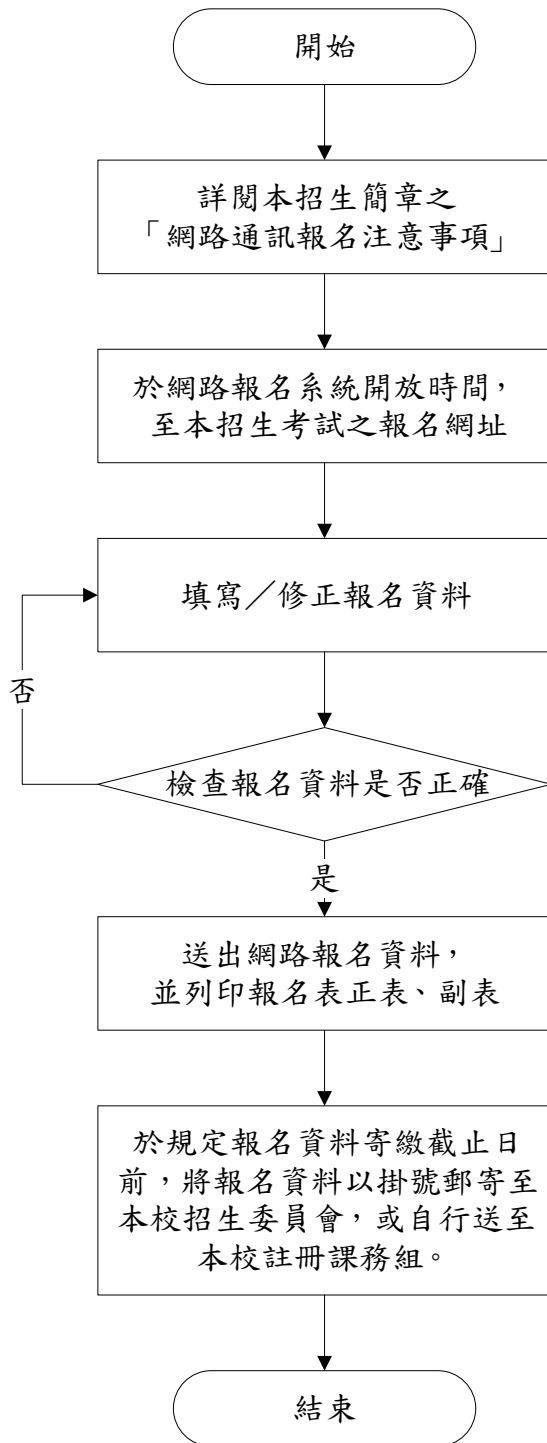 開始
詳閱本招生簡章之
「網路通訊報名注意事項」
於網路報名系統開放時間，
至本招生考試之報名網址
填寫／修正報名資料
否
檢查報名資料是否正確
是
送出網路報名資料，
並列印報名表正表、副表
於規定報名資料寄繳截止日
前，將報名資料以掛號郵寄至
本校招生委員會，或自行送至
本校註冊課務組。
結束